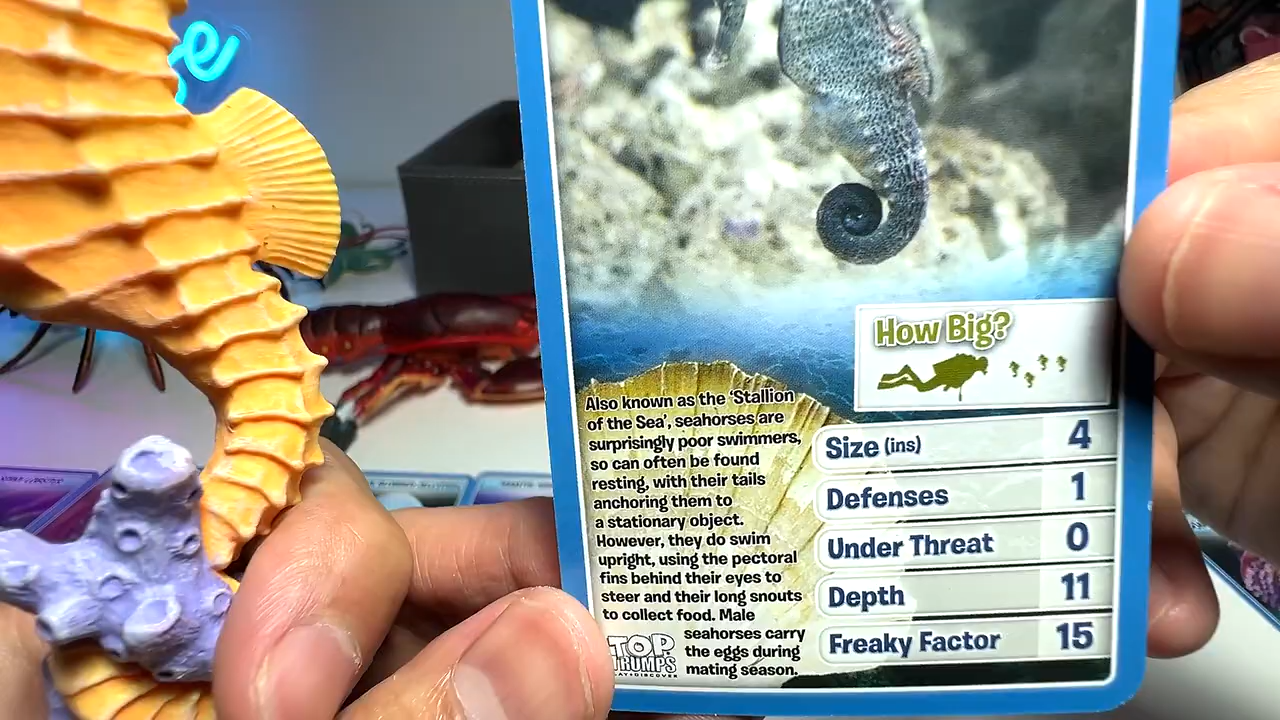 How Big?
Also known as the 'Stallion
of the Sea', seahorses are
surprisingly poor swimmers,
so can often be found
resting, with their tails
anchoring them to
a stationary object.
However, they do swim
upright, using the pectoral
fins behind their eyes to
steer and their long snouts
to collect food. Male
seahorses carry
the eggs during
mating season.
TOP
TRUMPS
Size (ins) 4
Defenses 1
Under Threat 0
Depth 11
Freaky Factor 15